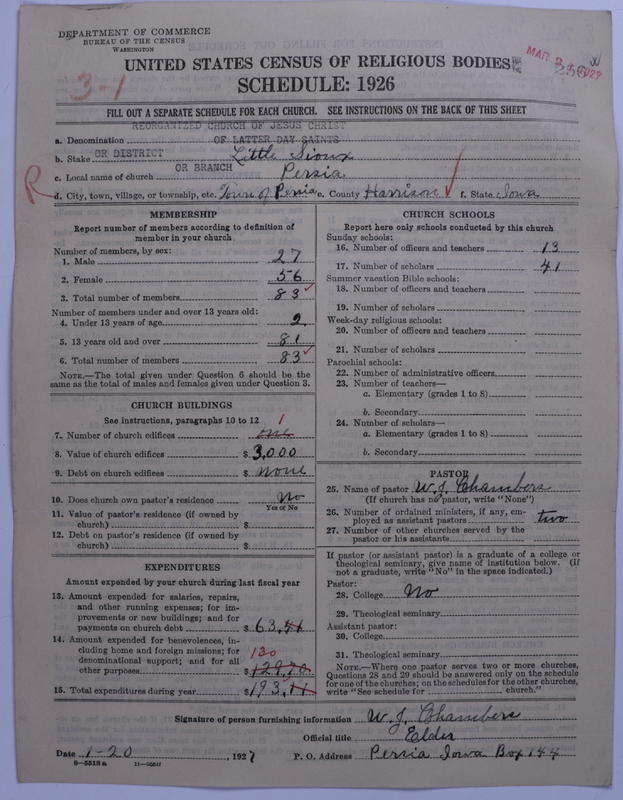 DEPARTMENT OF COMMERCE
BUREAU OF THE CENSUS
WASHINGTON
UNITED STATES CENSUS OF RELIGIOUS BODIES
SCHEDULE: 1926
3-1
FILL OUT A SEPARATE SCHEDULE FOR EACH CHURCH. SEE INSTRUCTIONS ON THE BACK OF THIS SHEET
REORGANIZED CHURCH OF JESUS CHRIST
a. Denomination OF LATTER DAY SAINTS
b. Stake OR DISTRICT Little Sioux
c. Local name of church OR BRANCH Persia
R
d. City, town, village, or township, etc. Town of Persia e. County Harrison f. State Iowa
MEMBERSHIP
Report number of members according to definition of
member in your church
Number of members, by sex:
1. Male 27
2. Female 56
3. Total number of members 83
Number of members under and over 13 years old:
4. Under 13 years of age 2
5. 13 years old and over 81
6. Total number of members 83
NOTE.—The total given under Question 6 should be
same as the total of males and females given under Question 3.
CHURCH BUILDINGS
See instructions, paragraphs 10 to 12
7. Number of church edifices one 1
8. Value of church edifices $ 3,000
9. Debt on church edifices $ none
10. Does church own pastor's residence No
Yes or No
11. Value of pastor's residence (if owned by
church) $
12. Debt on pastor's residence (if owned by
church) $
EXPENDITURES
Amount expended by your church during last fiscal year
13. Amount expended for salaries, repairs,
and other running expenses; for im-
provements or new buildings; and for
payments on church debt $ 63.41
14. Amount expended for benevolences, in-
cluding home and foreign missions; for
denominational support; and for all
130
other purposes $ 129.70
15. Total expenditures during year $ 193.11
CHURCH SCHOOLS
Report here only schools conducted by this church
Sunday schools:
16. Number of officers and teachers 13
17. Number of scholars 41
Summer vacation Bible schools:
18. Number of officers and teachers
19. Number of scholars
Week-day religious schools:
20. Number of officers and teachers
21. Number of scholars
Parochial schools:
22. Number of administrative officers
23. Number of teachers—
a. Elementary (grades 1 to 8)
b. Secondary
24. Number of scholars—
a. Elementary (grades 1 to 8)
b. Secondary
PASTOR
25. Name of pastor W. J. Chambers
(If church has no pastor, write "None")
26. Number of ordained ministers, if any, em-
ployed as assistant pastors two
27. Number of other churches served by the
pastor or his assistants
If pastor (or assistant pastor) is a graduate of a college or
theological seminary, give name of institution below. (If
not a graduate, write "No" in the space indicated.)
Pastor:
28. College No
29. Theological seminary
Assistant pastor:
30. College
31. Theological seminary
NOTE.—Where one pastor serves two or more churches,
Questions 28 and 29 should be answered only on the schedule
for one of the churches; on the schedules for the other churches,
write "See schedule for church."
Signature of person furnishing information W. J. Chambers
Official title Elder
Date 1-20, 1927 P. O. Address Persia Iowa Box 144
8-5518a